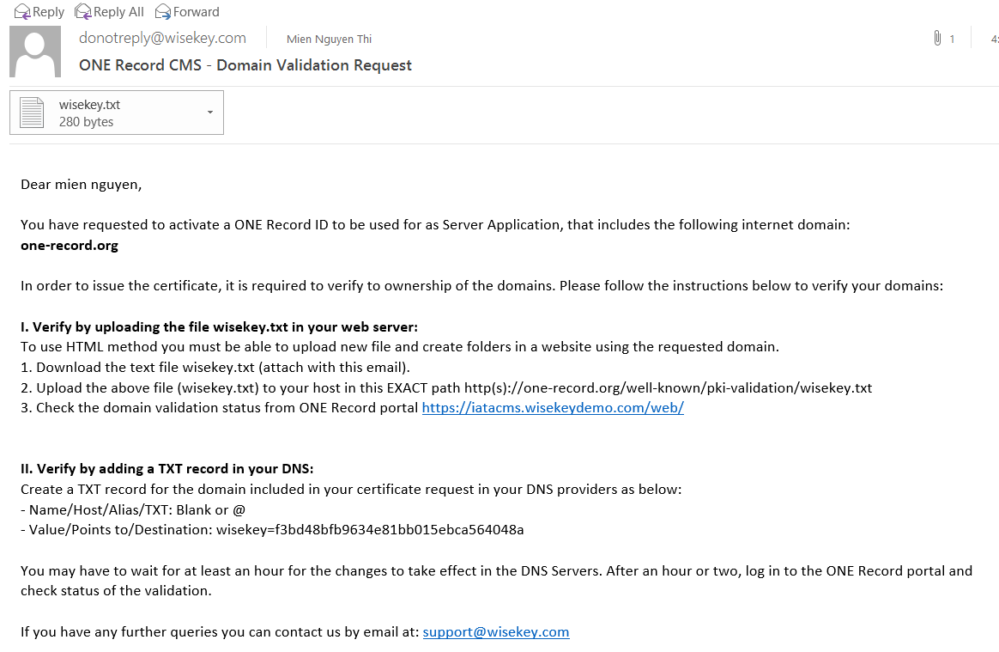 Reply Reply All Forward
donotreply@wisekey.com Mien Nguyen Thi 1 4:
ONE Record CMS - Domain Validation Request
wisekey.txt
280 bytes
Dear mien nguyen,
You have requested to activate a ONE Record ID to be used for as Server Application, that includes the following internet domain:
one-record.org
In order to issue the certificate, it is required to verify to ownership of the domains. Please follow the instructions below to verify your domains:
I. Verify by uploading the file wisekey.txt in your web server:
To use HTML method you must be able to upload new file and create folders in a website using the requested domain.
1. Download the text file wisekey.txt (attach with this email).
2. Upload the above file (wisekey.txt) to your host in this EXACT path http(s)://one-record.org/well-known/pki-validation/wisekey.txt
3. Check the domain validation status from ONE Record portal https://iatacms.wisekeydemo.com/web/
II. Verify by adding a TXT record in your DNS:
Create a TXT record for the domain included in your certificate request in your DNS providers as below:
- Name/Host/Alias/TXT: Blank or @
- Value/Points to/Destination: wisekey=f3bd48bfb9634e81bb015ebca564048a
You may have to wait for at least an hour for the changes to take effect in the DNS Servers. After an hour or two, log in to the ONE Record portal and
check status of the validation.
If you have any further queries you can contact us by email at: support@wisekey.com